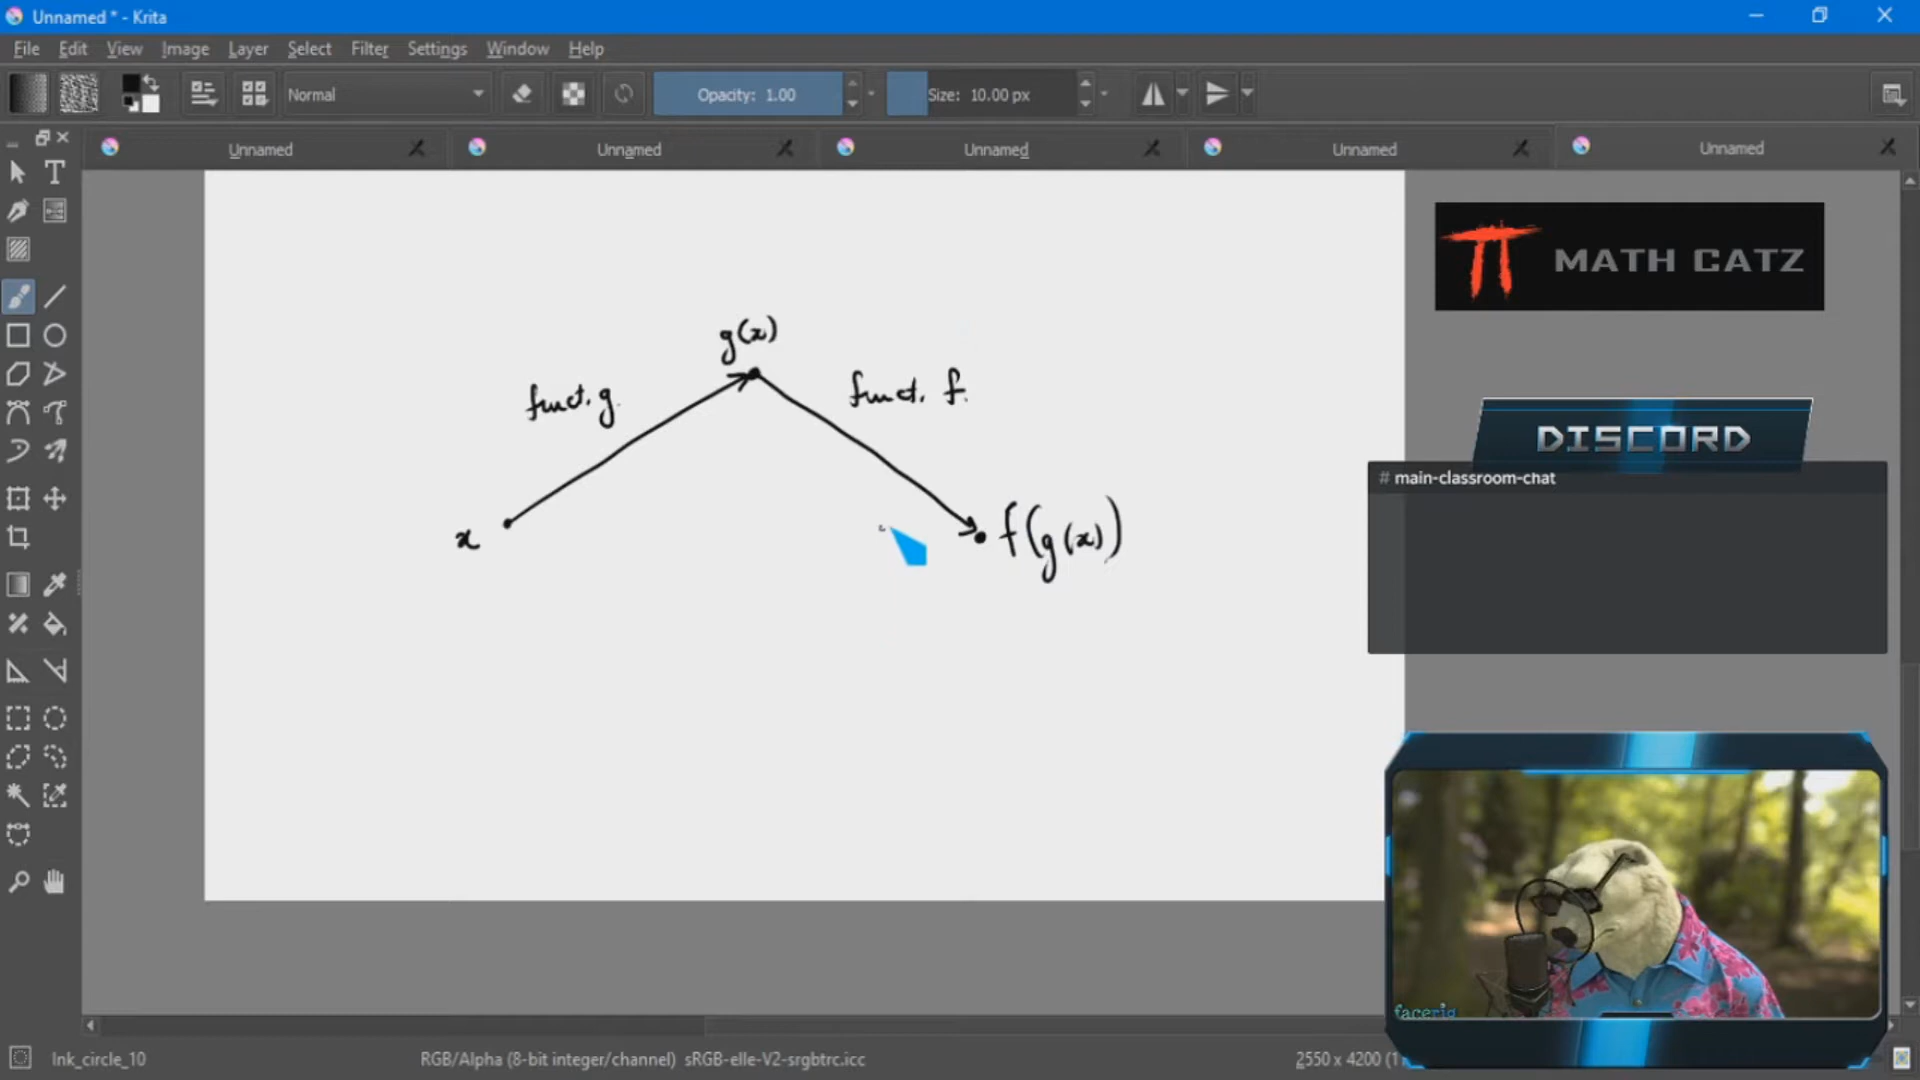 Unnamed * - Krita
File Edit View Image Layer Select Filter Settings Window Help
Normal
Opacity: 1.00
Size: 10.00 px
Unnamed
Unnamed
Unnamed
Unnamed
Unnamed
T
g(x)
funct. g.
funct. f.
x
f(g(x))
π MATH CATZ
DISCORD
# main-classroom-chat
facerig
Ink_circle_10
RGB/Alpha (8-bit integer/channel) sRGB-elle-V2-srgbtrc.icc
2550 x 4200 (1